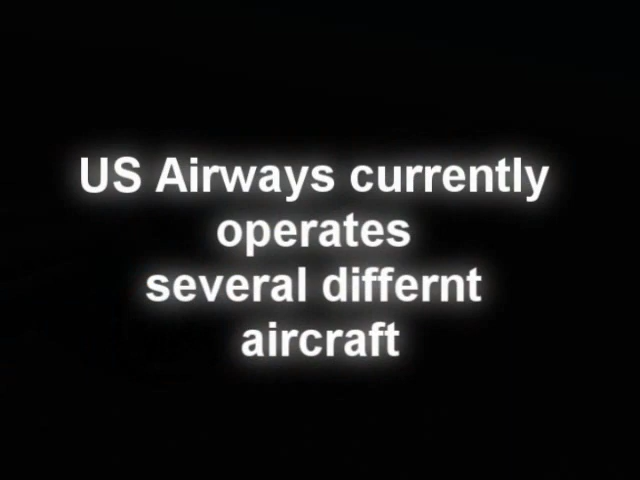 US Airways currently
operates
several differnt
aircraft